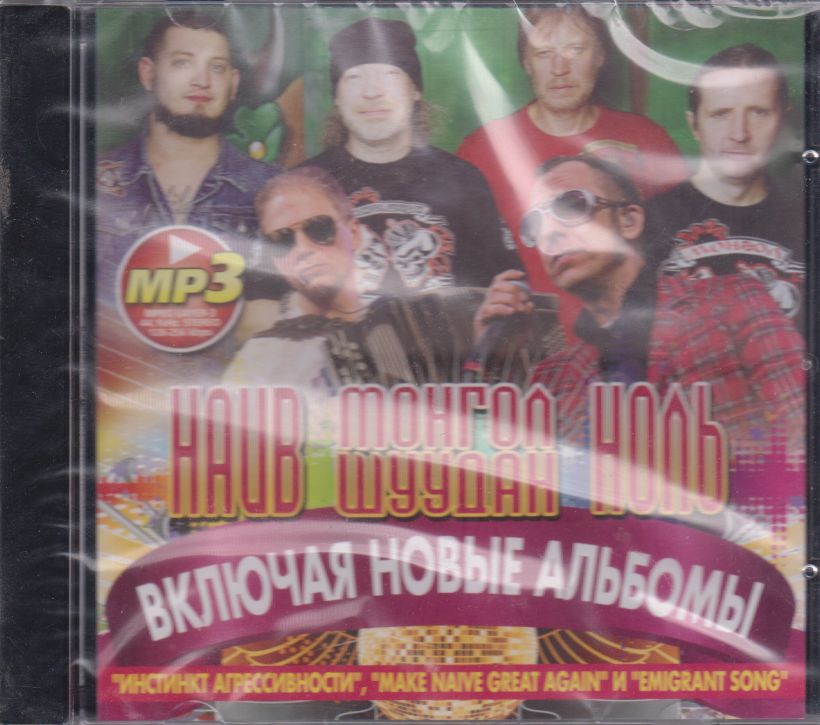 MP3
НАИВ МОНГОЛ ШУУДАН НОЛЬ
ВКЛЮЧАЯ НОВЫЕ АЛЬБОМЫ
"ИНСТИНКТ АГРЕССИВНОСТИ", "MAKE NAIVE GREAT AGAIN" И "EMIGRANT SONG"